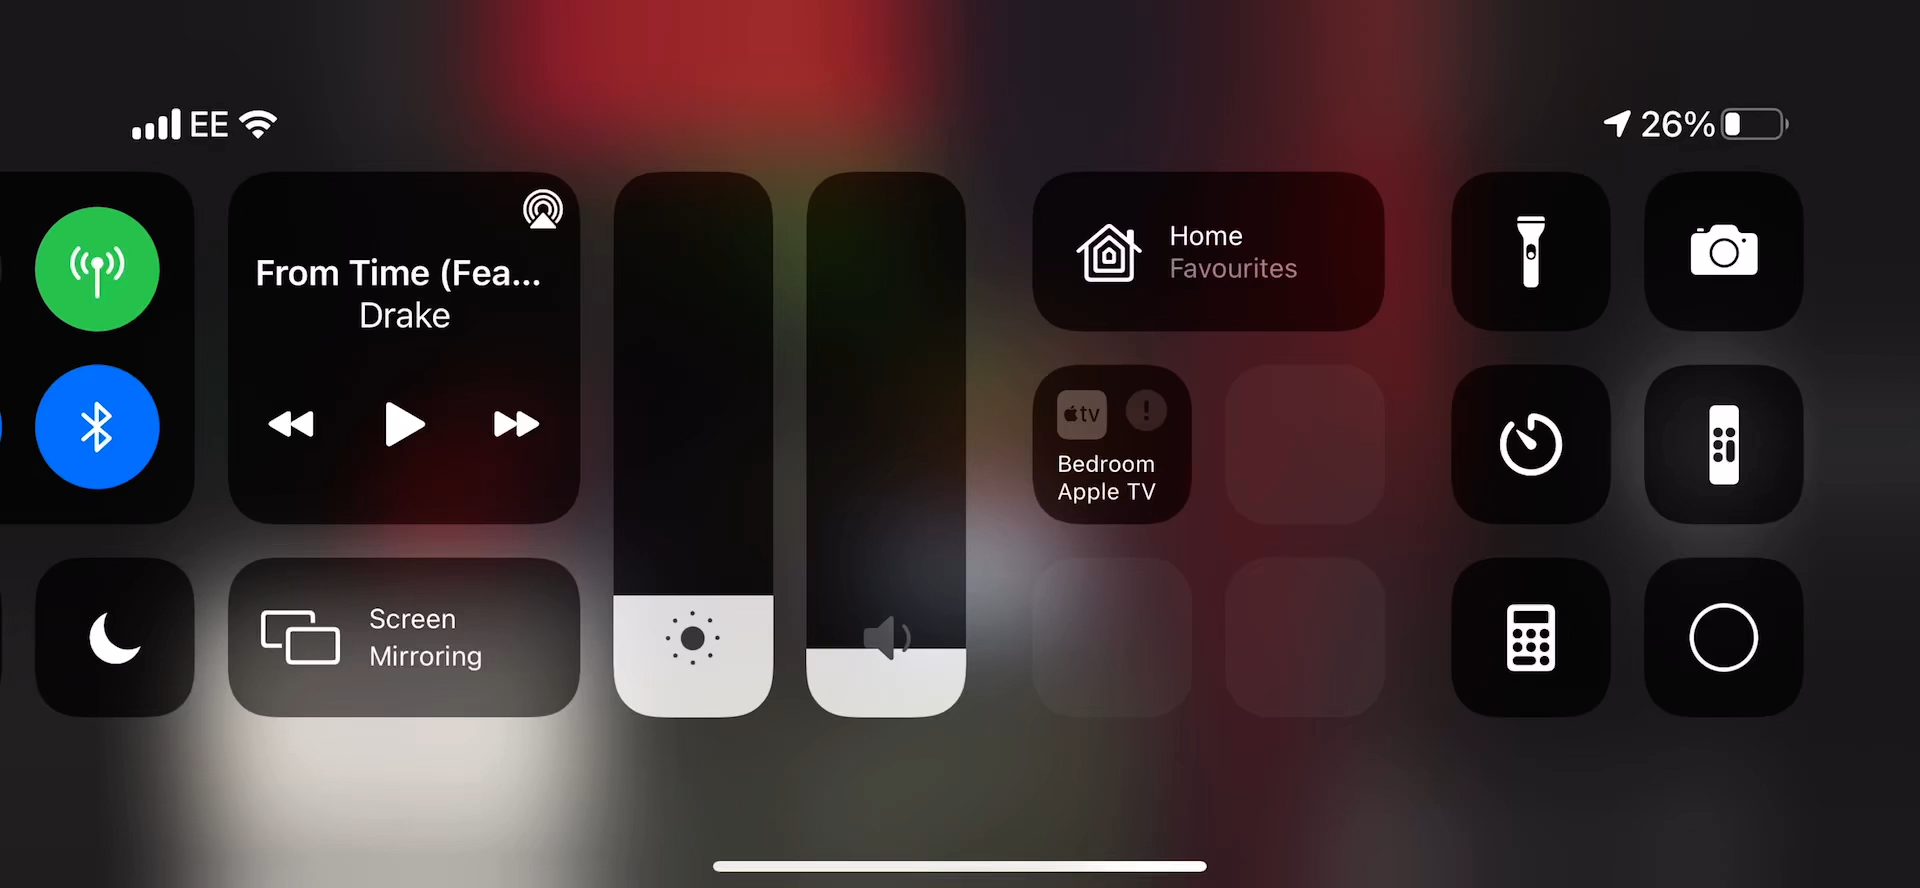 EE
26%
From Time (Fea...
Drake
Home
Favourites
tv
!
Bedroom
Apple TV
Screen
Mirroring